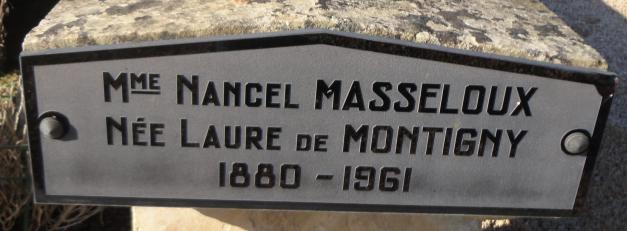 Mme Nancel MASSELOUX
Née Laure de MONTIGNY
1880 - 1961